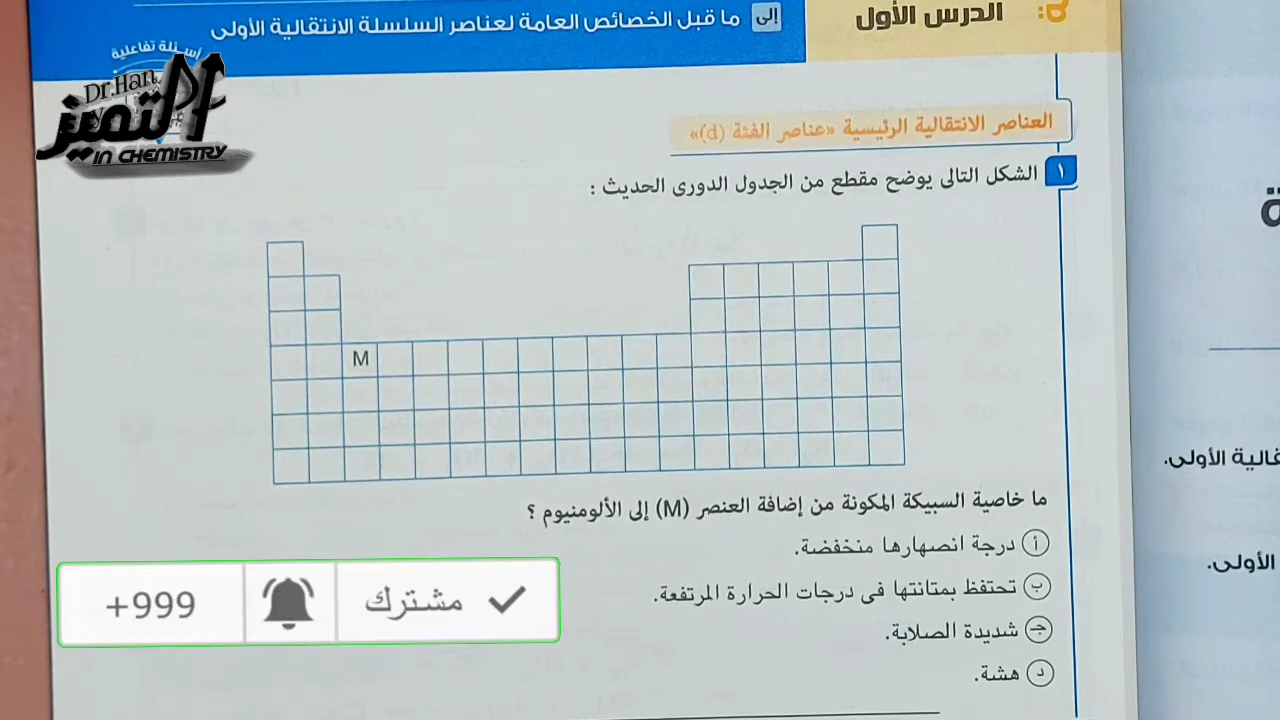 الدرس الأول
إلى ما قبل الخصائص العامة لعناصر السلسلة الانتقالية الأولى
أسئلة تفاعلية
Dr.Han
التميز
IN CHEMISTRY
العناصر الانتقالية الرئيسية «عناصر الفئة (d)»
١ الشكل التالى يوضح مقطع من الجدول الدورى الحديث :
M
ما خاصية السبيكة المكونة من إضافة العنصر (M) إلى الألومنيوم ؟
أ درجة انصهارها منخفضة.
ب تحتفظ بمتانتها فى درجات الحرارة المرتفعة.
ج شديدة الصلابة.
د هشة.
+999
مشترك
الأولى.
الأولى.